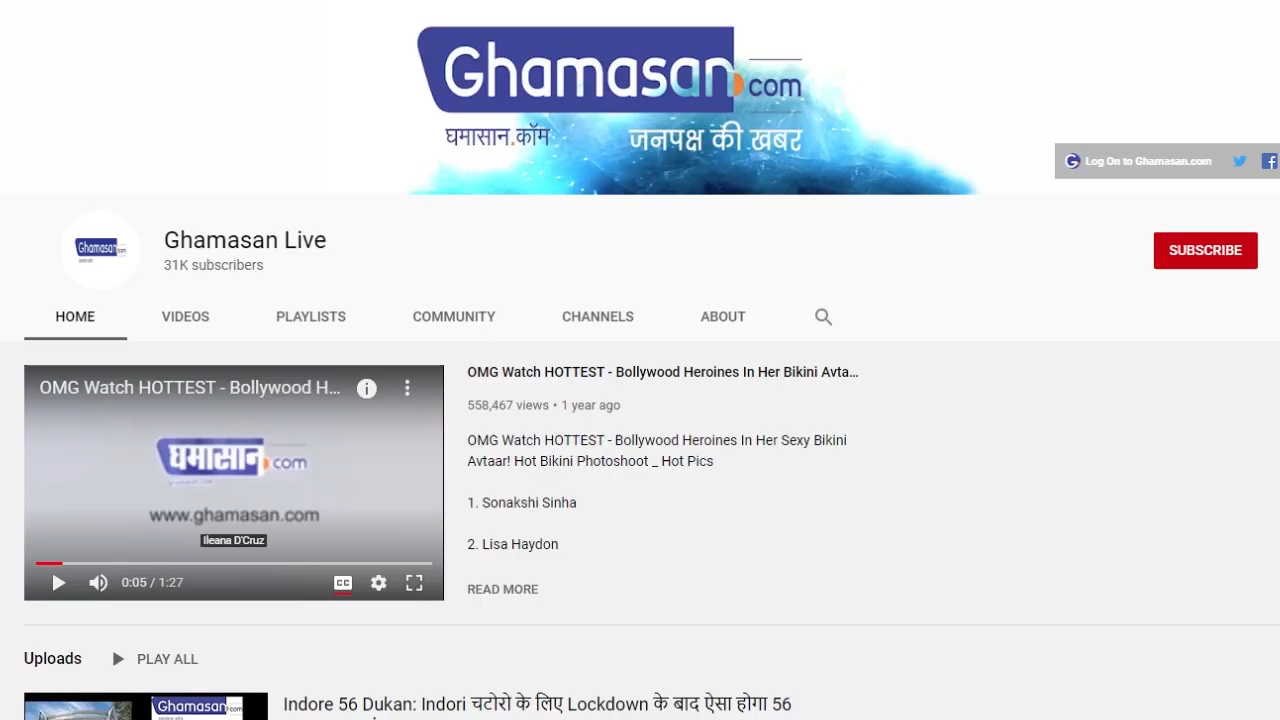 Ghamasan.com
घमासान.कॉम
जनपक्ष की खबर
Log On to Ghamasan.com
Ghamasan
Ghamasan Live
31K subscribers
SUBSCRIBE
HOME
VIDEOS
PLAYLISTS
COMMUNITY
CHANNELS
ABOUT
OMG Watch HOTTEST - Bollywood H...
घमासान.com
www.ghamasan.com
Ileana D'Cruz
0:05 / 1:27
CC
OMG Watch HOTTEST - Bollywood Heroines In Her Bikini Avta...
558,467 views • 1 year ago
OMG Watch HOTTEST - Bollywood Heroines In Her Sexy Bikini
Avtaar! Hot Bikini Photoshoot _ Hot Pics
1. Sonakshi Sinha
2. Lisa Haydon
READ MORE
Uploads
PLAY ALL
Ghamasan.com
Indore 56 Dukan: Indori चटोरो के लिए Lockdown के बाद ऐसा होगा 56